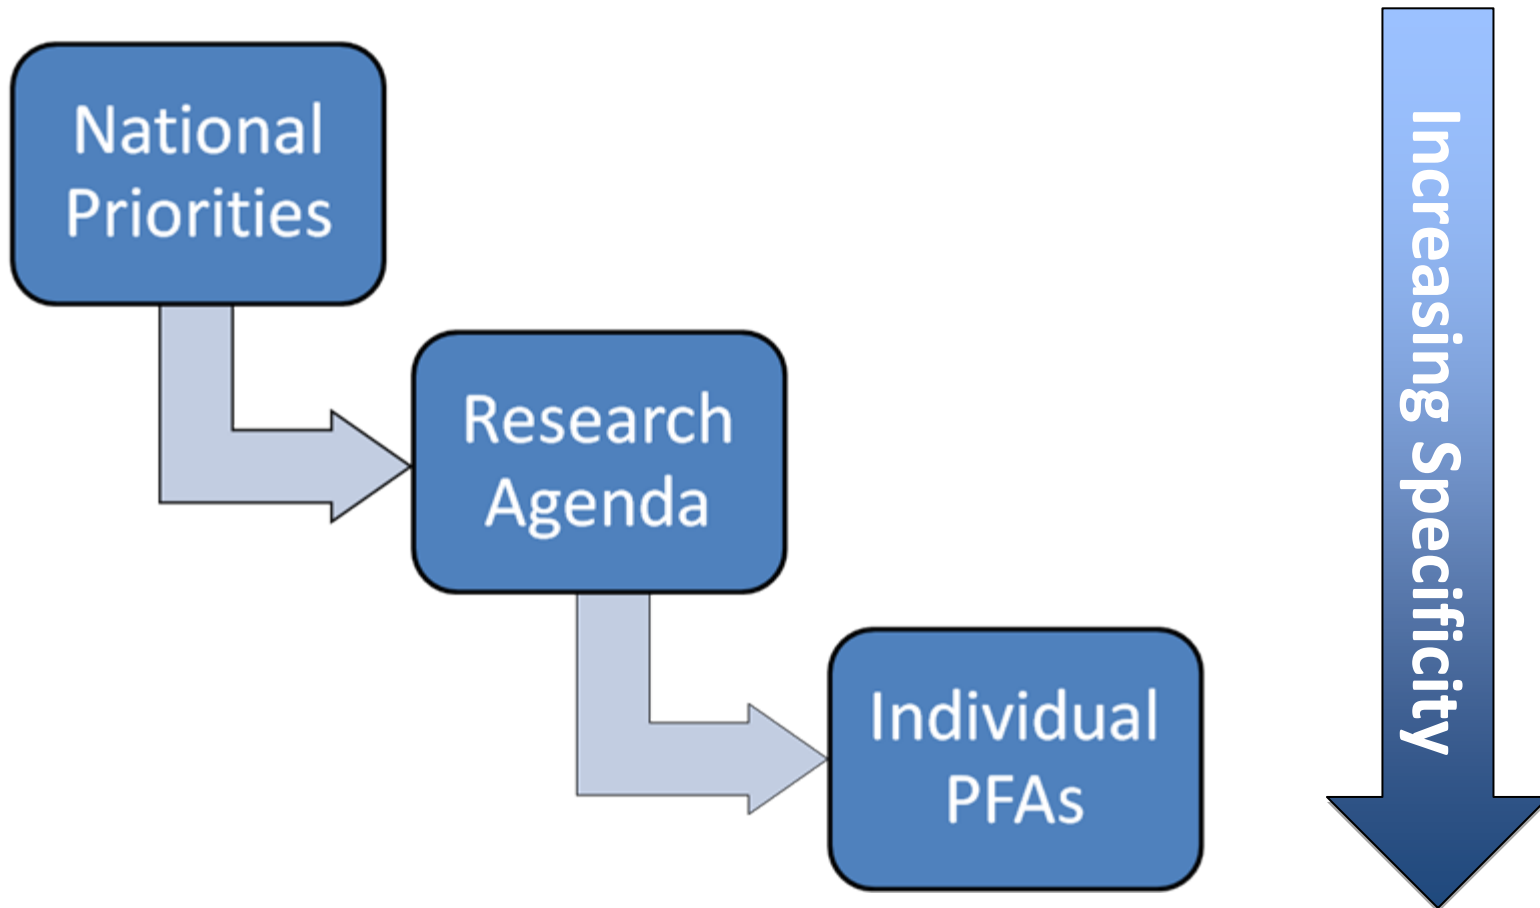 National
Priorities
Research
Agenda
Individual
PFAs
Increasing Specificity